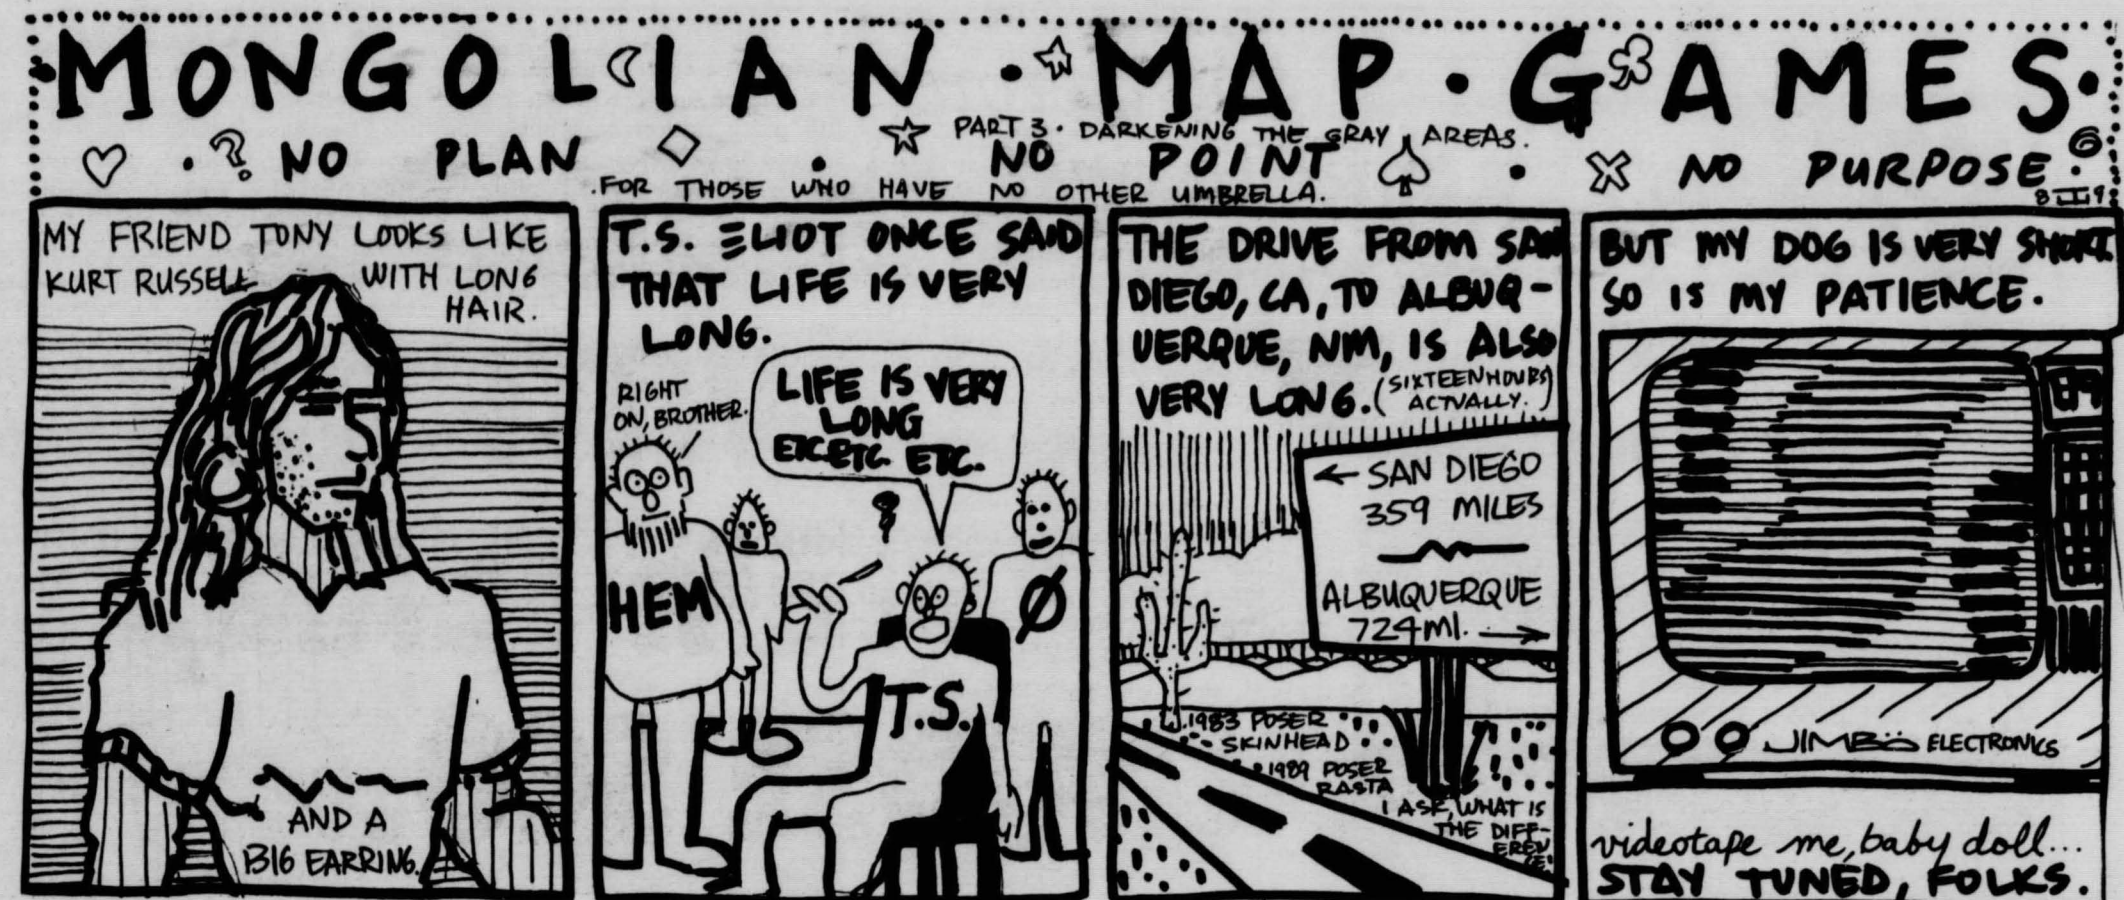 MONGOLIAN · MAP · GAMES·
PART 3 · DARKENING THE GRAY AREAS.
· ? NO PLAN · NO POINT · NO PURPOSE·
.FOR THOSE WHO HAVE NO OTHER UMBRELLA.
MY FRIEND TONY LOOKS LIKE
KURT RUSSELL WITH LONG
HAIR.
AND A
BIG EARRING.
T.S. ELIOT ONCE SAID
THAT LIFE IS VERY
LONG.
RIGHT
ON, BROTHER.
LIFE IS VERY
LONG
ETC. ETC. ETC.
HEM
T.S.
Ø
THE DRIVE FROM SAN
DIEGO, CA, TO ALBUQ-
UERQUE, NM, IS ALSO
VERY LONG. (SIXTEEN HOURS
ACTUALLY.)
← SAN DIEGO
359 MILES
ALBUQUERQUE
724 MI. →
1983 POSER
SKINHEAD
1989 POSER
RASTA
I ASK, WHAT IS
THE DIFF-
EREN
CE?
BUT MY DOG IS VERY SHORT.
SO IS MY PATIENCE.
JIMBÖ ELECTRONICS
videotape me, baby doll...
STAY TUNED, FOLKS.